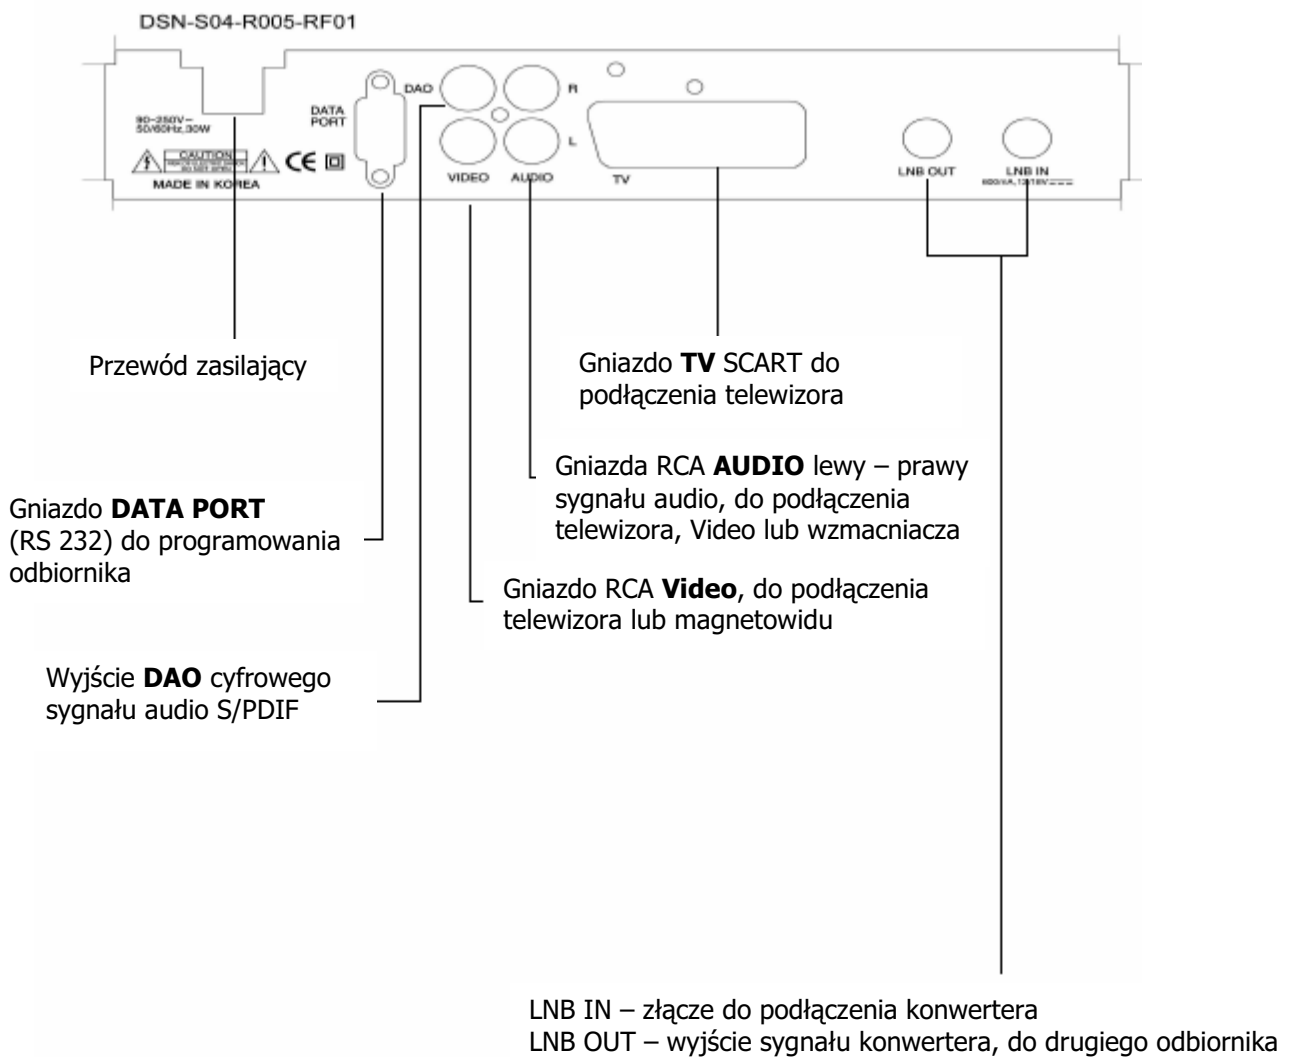 DSN-S04-R005-RF01
DAO
R
DATA
PORT
90-250V~
50/60Hz,30W
L
CAUTION
CE
MADE IN KOREA
VIDEO
AUDIO
TV
LNB OUT
LNB IN
Przewód zasilający
Gniazdo TV SCART do
podłączenia telewizora
Gniazda RCA AUDIO lewy – prawy
sygnału audio, do podłączenia
telewizora, Video lub wzmacniacza
Gniazdo DATA PORT
(RS 232) do programowania
odbiornika
Gniazdo RCA Video, do podłączenia
telewizora lub magnetowidu
Wyjście DAO cyfrowego
sygnału audio S/PDIF
LNB IN – złącze do podłączenia konwertera
LNB OUT – wyjście sygnału konwertera, do drugiego odbiornika